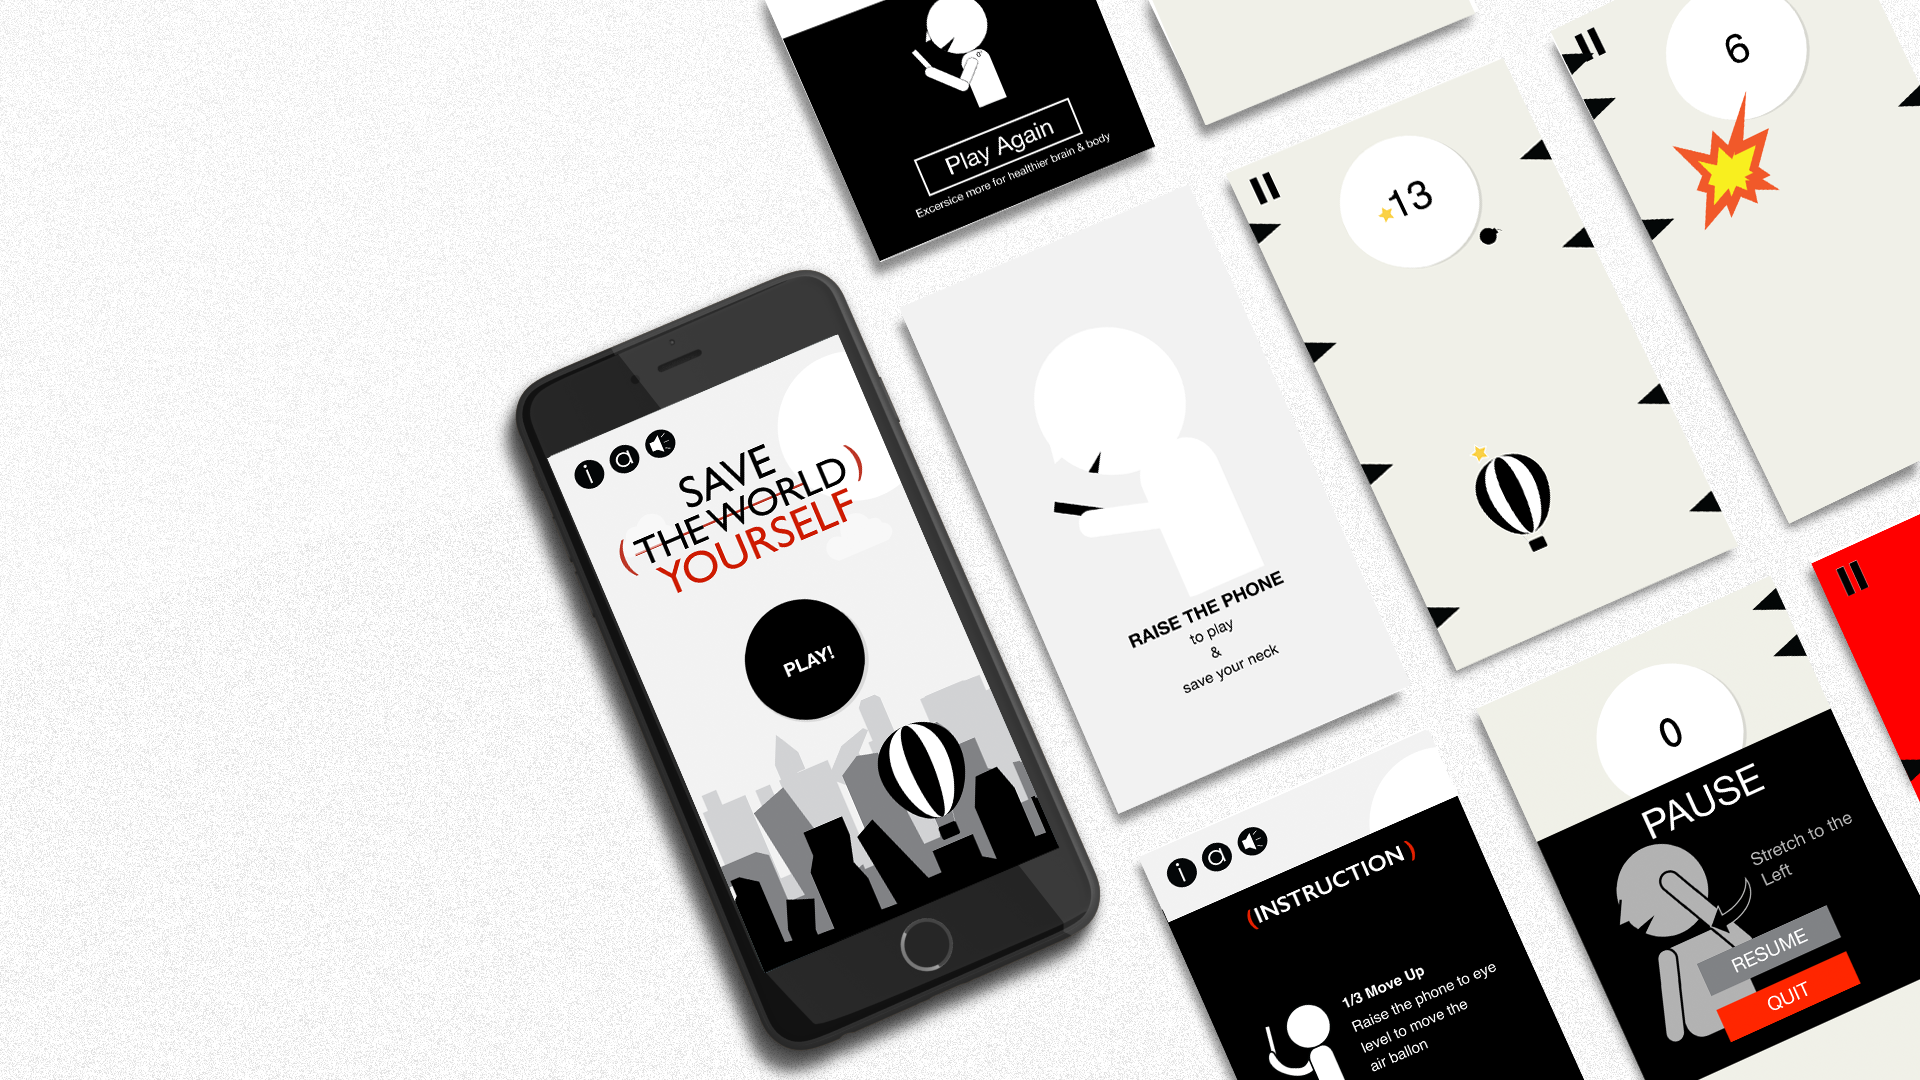 Play Again
Excersice more for healthier brain & body
6
13
i a
SAVE
(THE WORLD)
YOURSELF
PLAY!
RAISE THE PHONE
to play
&
save your neck
0
PAUSE
Stretch to the
Left
RESUME
QUIT
i a
(INSTRUCTION)
1/3 Move Up
Raise the phone to eye
level to move the
air ballon